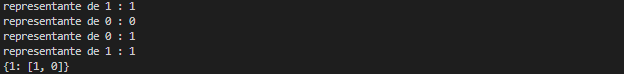 representante de 1 : 1
representante de 0 : 0
representante de 0 : 1
representante de 1 : 1
{1: [1, 0]}